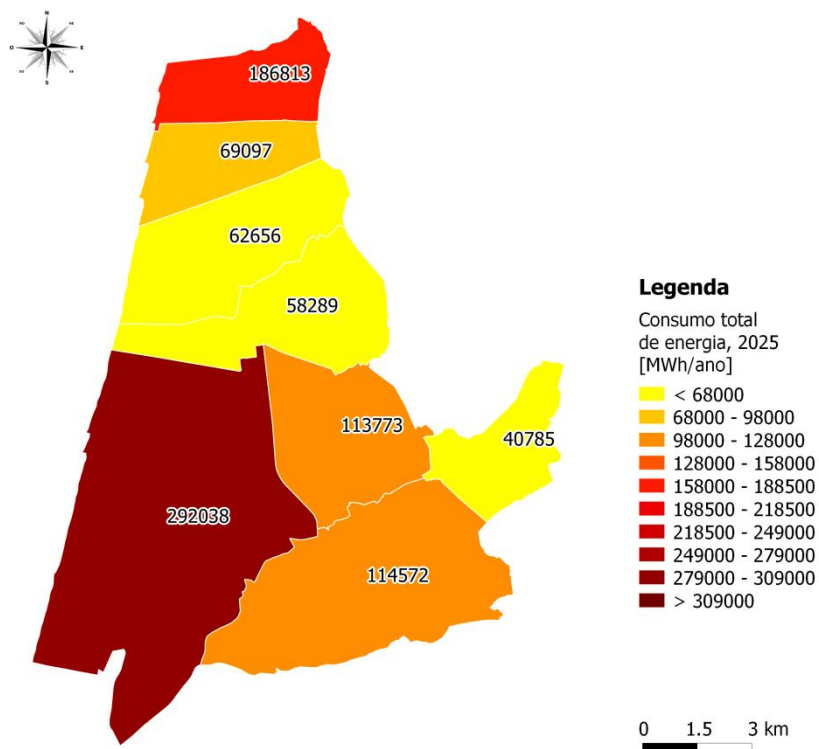 N
O
E
S
186813
69097
62656
58289
113773
40785
292038
114572
Legenda
Consumo total
de energia, 2025
[MWh/ano]
< 68000
68000 - 98000
98000 - 128000
128000 - 158000
158000 - 188500
188500 - 218500
218500 - 249000
249000 - 279000
279000 - 309000
> 309000
0 1.5 3 km